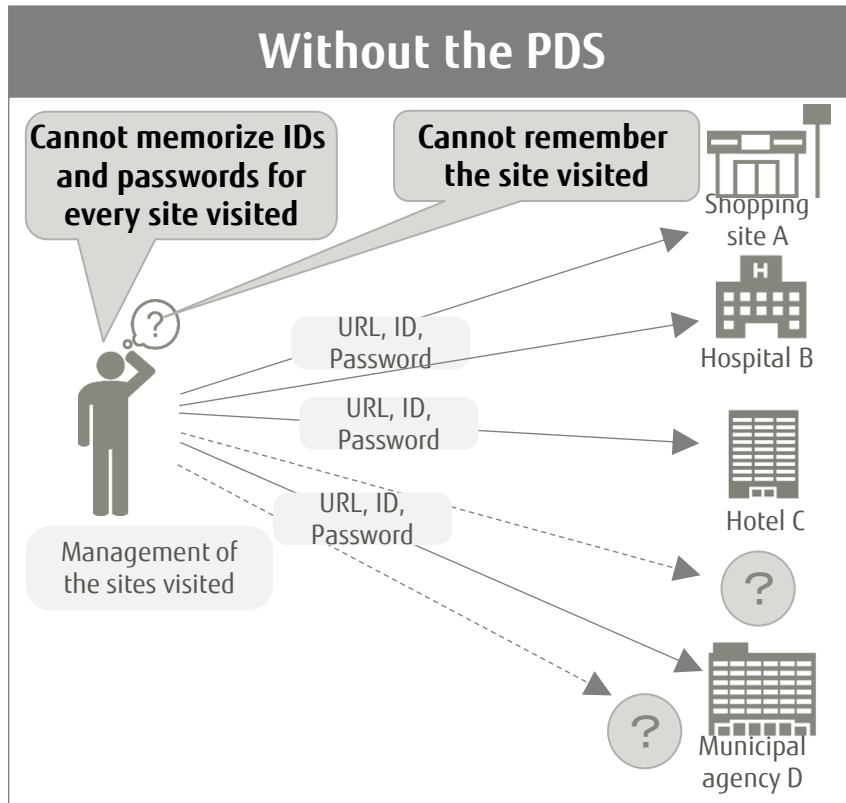 Without the PDS
Cannot memorize IDs
and passwords for
every site visited
Cannot remember
the site visited
Shopping
site A
H
Hospital B
?
URL, ID,
Password
URL, ID,
Password
Hotel C
URL, ID,
Password
Management of
the sites visited
?
?
Municipal
agency D